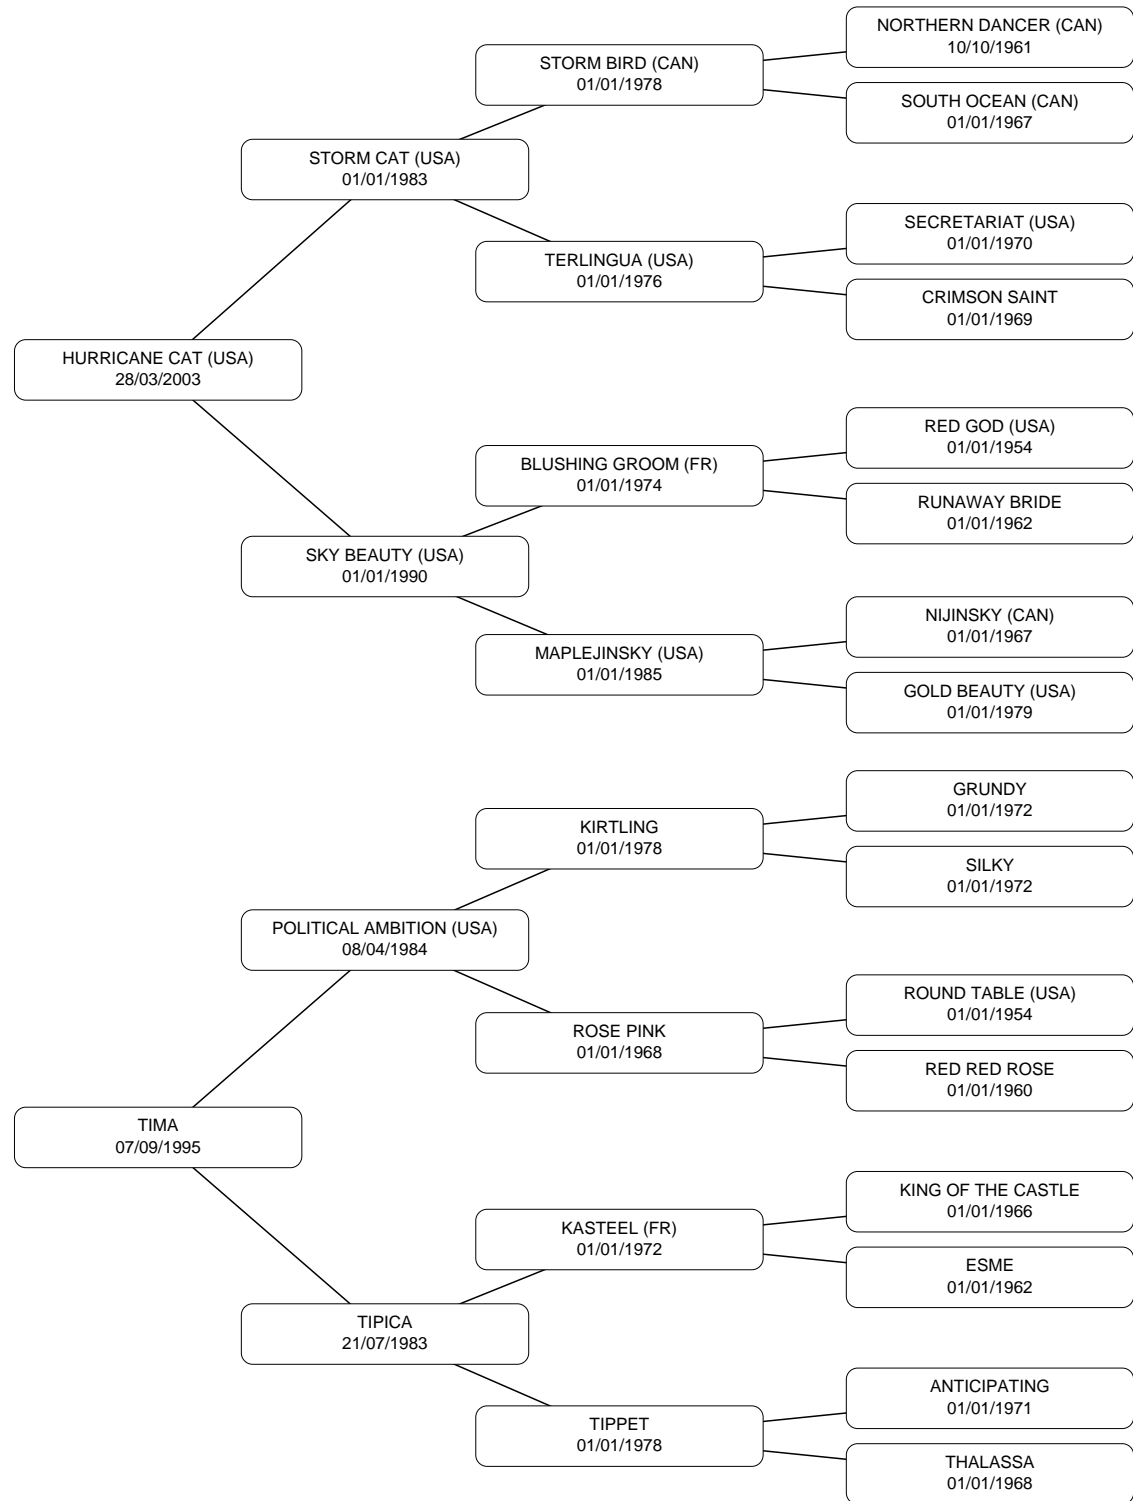 NORTHERN DANCER (CAN)
10/10/1961
STORM BIRD (CAN)
01/01/1978
SOUTH OCEAN (CAN)
01/01/1967
STORM CAT (USA)
01/01/1983
SECRETARIAT (USA)
01/01/1970
TERLINGUA (USA)
01/01/1976
CRIMSON SAINT
01/01/1969
HURRICANE CAT (USA)
28/03/2003
RED GOD (USA)
01/01/1954
BLUSHING GROOM (FR)
01/01/1974
RUNAWAY BRIDE
01/01/1962
SKY BEAUTY (USA)
01/01/1990
NIJINSKY (CAN)
01/01/1967
MAPLEJINSKY (USA)
01/01/1985
GOLD BEAUTY (USA)
01/01/1979
GRUNDY
01/01/1972
KIRTLING
01/01/1978
SILKY
01/01/1972
POLITICAL AMBITION (USA)
08/04/1984
ROUND TABLE (USA)
01/01/1954
ROSE PINK
01/01/1968
RED RED ROSE
01/01/1960
TIMA
07/09/1995
KING OF THE CASTLE
01/01/1966
KASTEEL (FR)
01/01/1972
ESME
01/01/1962
TIPICA
21/07/1983
ANTICIPATING
01/01/1971
TIPPET
01/01/1978
THALASSA
01/01/1968